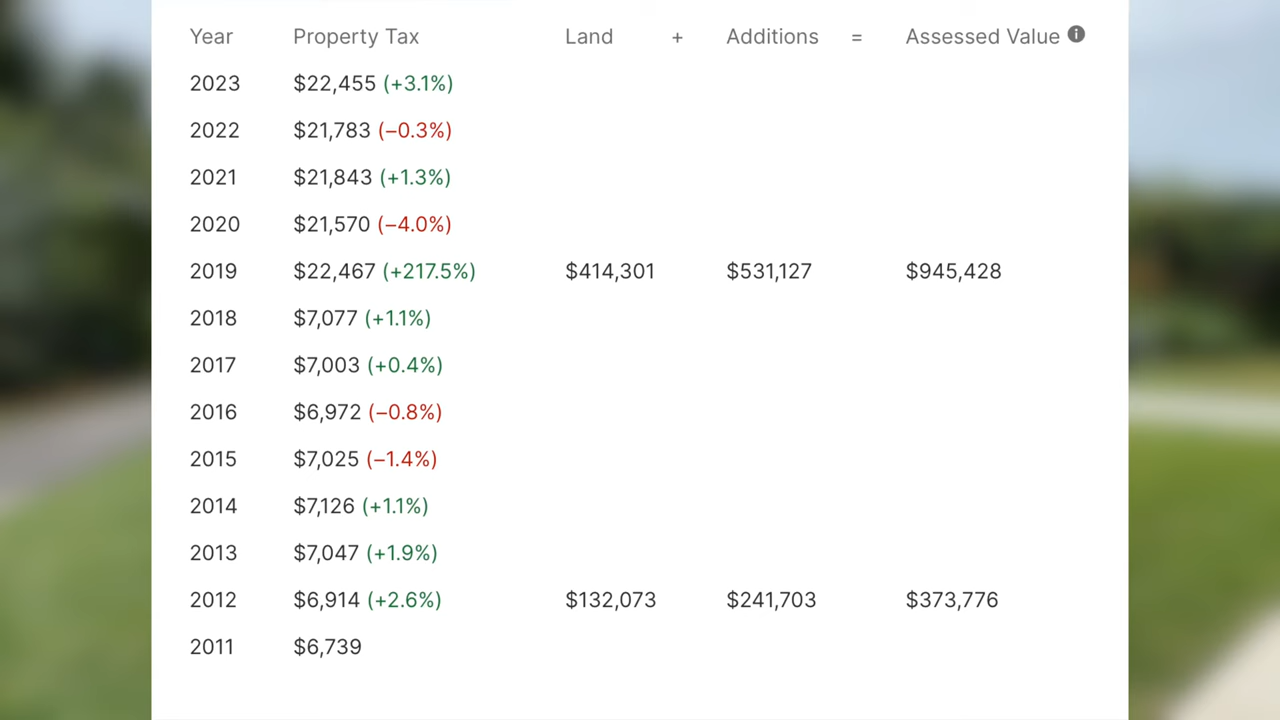 Year Property Tax Land + Additions = Assessed Value i
2023 $22,455 (+3.1%)
2022 $21,783 (–0.3%)
2021 $21,843 (+1.3%)
2020 $21,570 (–4.0%)
2019 $22,467 (+217.5%) $414,301 $531,127 $945,428
2018 $7,077 (+1.1%)
2017 $7,003 (+0.4%)
2016 $6,972 (–0.8%)
2015 $7,025 (–1.4%)
2014 $7,126 (+1.1%)
2013 $7,047 (+1.9%)
2012 $6,914 (+2.6%) $132,073 $241,703 $373,776
2011 $6,739